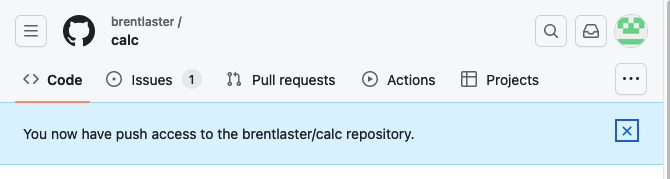 brentlaster /
calc
Code Issues 1 Pull requests Actions Projects
You now have push access to the brentlaster/calc repository.